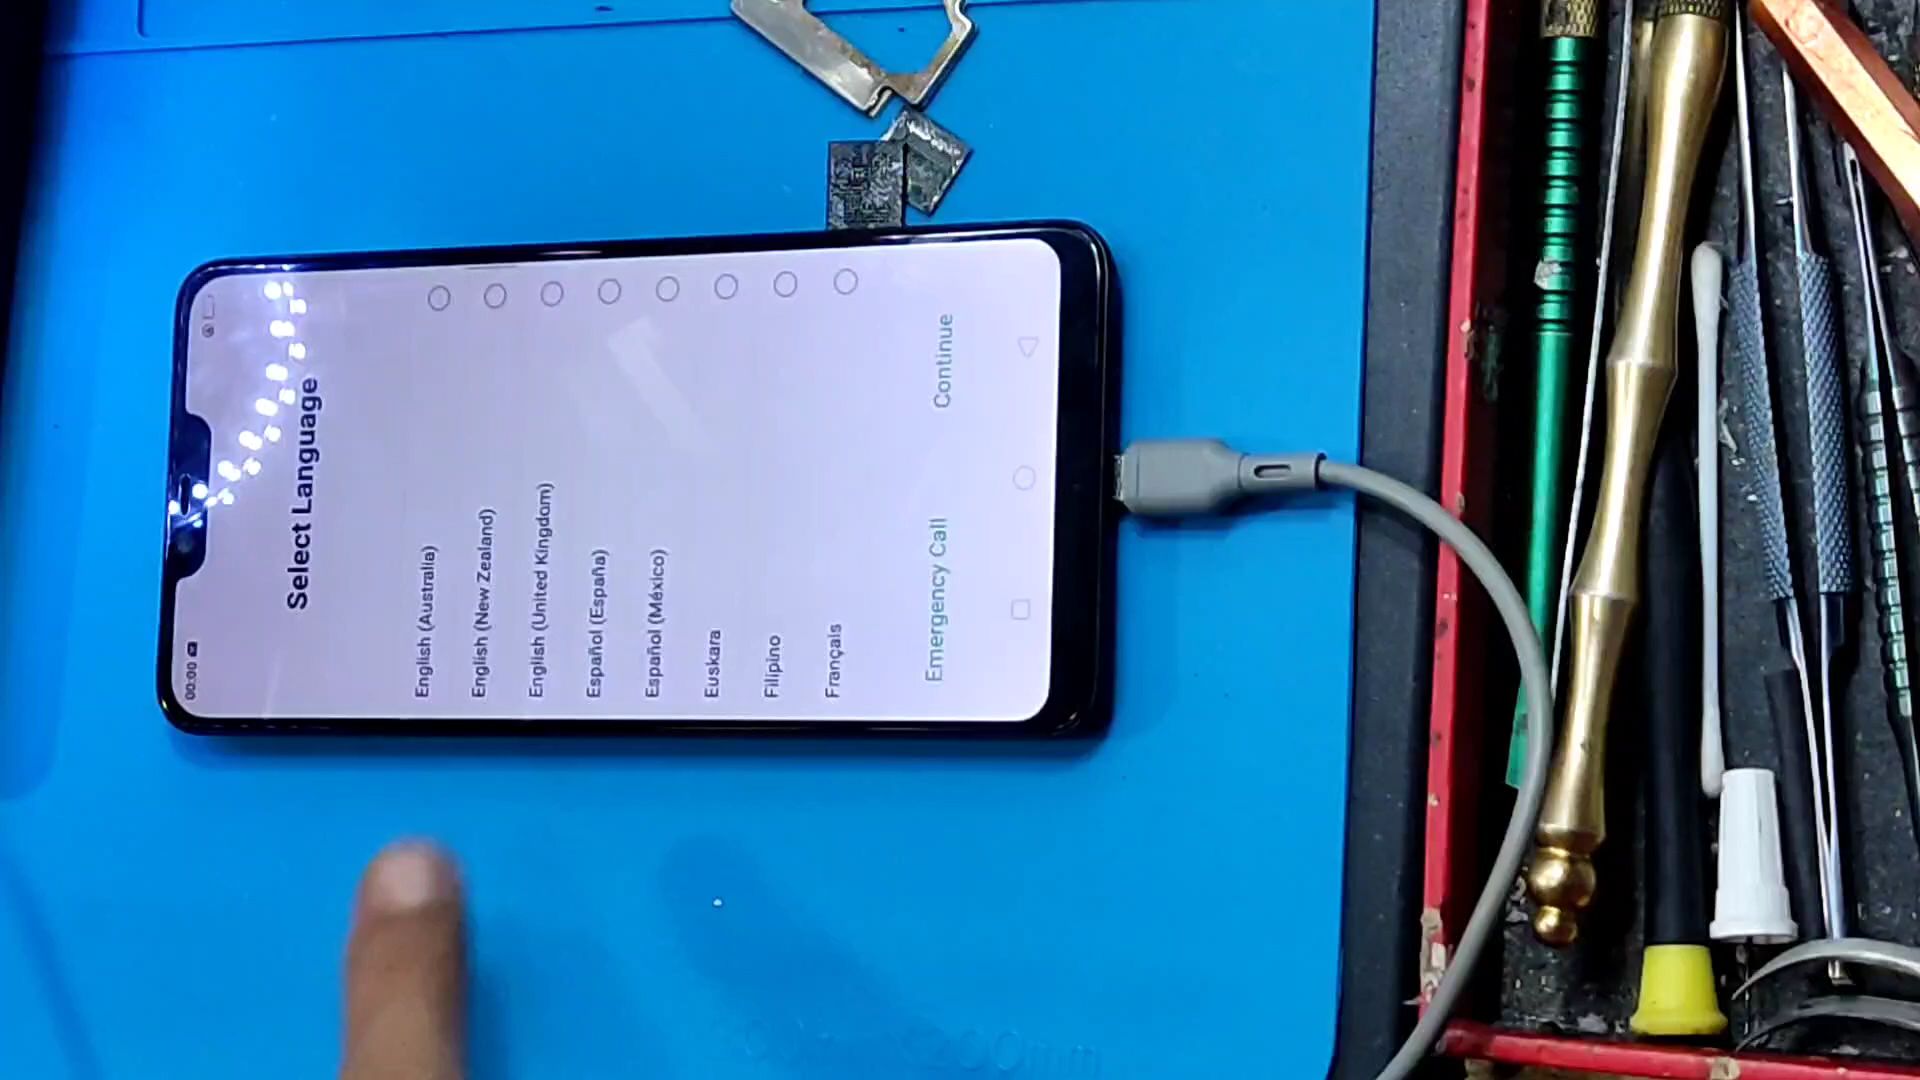 00:00
Select Language
English (Australia)
English (New Zealand)
English (United Kingdom)
Español (España)
Español (México)
Euskara
Filipino
Français
Emergency Call
Continue